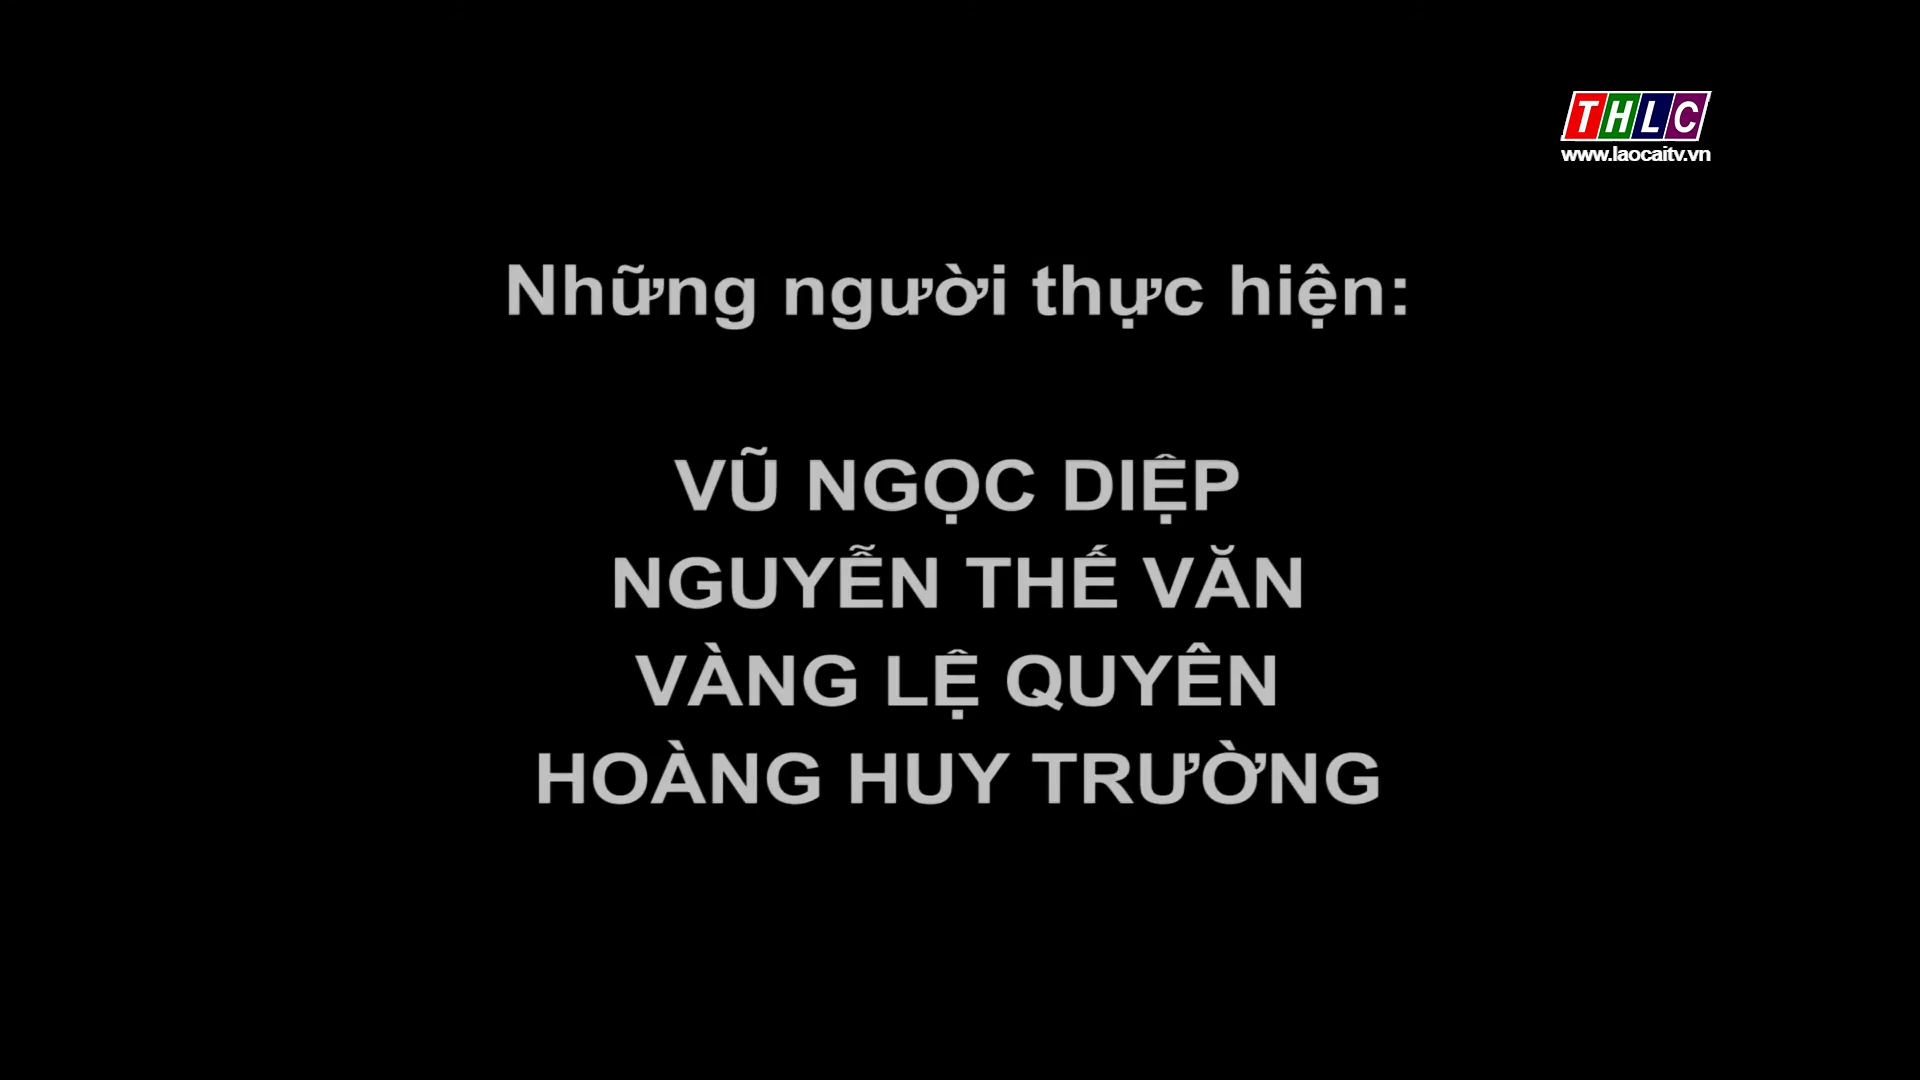 THLC
www.laocaitv.vn
Những người thực hiện:
VŨ NGỌC DIỆP
NGUYỄN THẾ VĂN
VÀNG LỆ QUYÊN
HOÀNG HUY TRƯỜNG